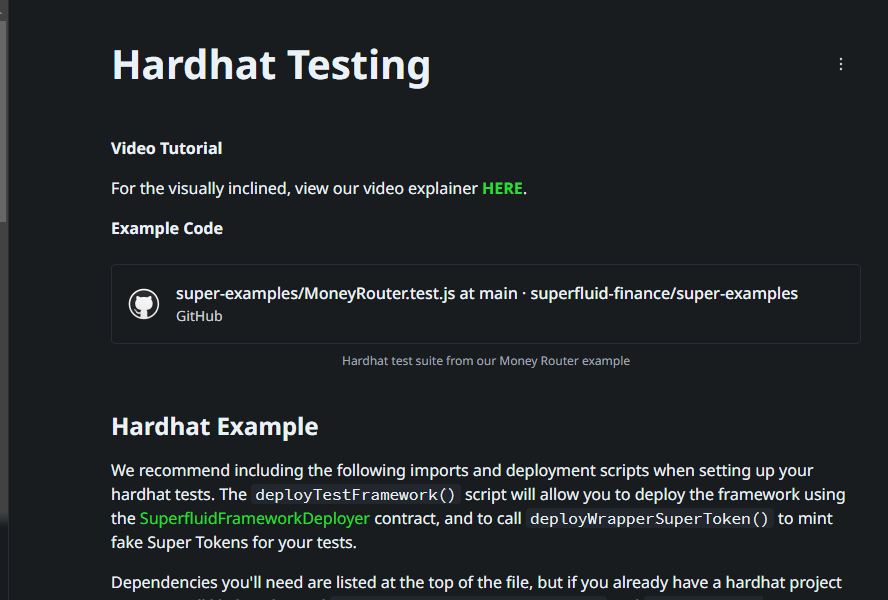 Hardhat Testing
Video Tutorial
For the visually inclined, view our video explainer HERE.
Example Code
super-examples/MoneyRouter.test.js at main · superfluid-finance/super-examples
GitHub
Hardhat test suite from our Money Router example
Hardhat Example
We recommend including the following imports and deployment scripts when setting up your
hardhat tests. The deployTestFramework() script will allow you to deploy the framework using
the SuperfluidFrameworkDeployer contract, and to call deployWrapperSuperToken() to mint
fake Super Tokens for your tests.
Dependencies you'll need are listed at the top of the file, but if you already have a hardhat project